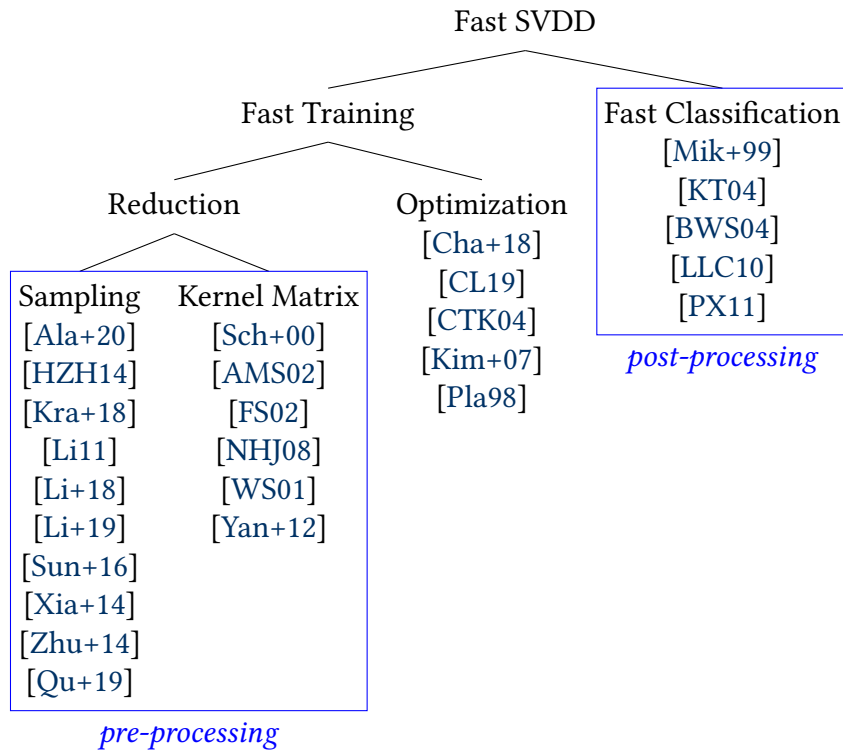 Fast SVDD
Fast Training
Fast Classification
[Mik+99]
[KT04]
[BWS04]
[LLC10]
[PX11]
post-processing
Reduction
Optimization
[Cha+18]
[CL19]
[CTK04]
[Kim+07]
[Pla98]
Sampling
[Ala+20]
[HZH14]
[Kra+18]
[Li11]
[Li+18]
[Li+19]
[Sun+16]
[Xia+14]
[Zhu+14]
[Qu+19]
Kernel Matrix
[Sch+00]
[AMS02]
[FS02]
[NHJ08]
[WS01]
[Yan+12]
pre-processing